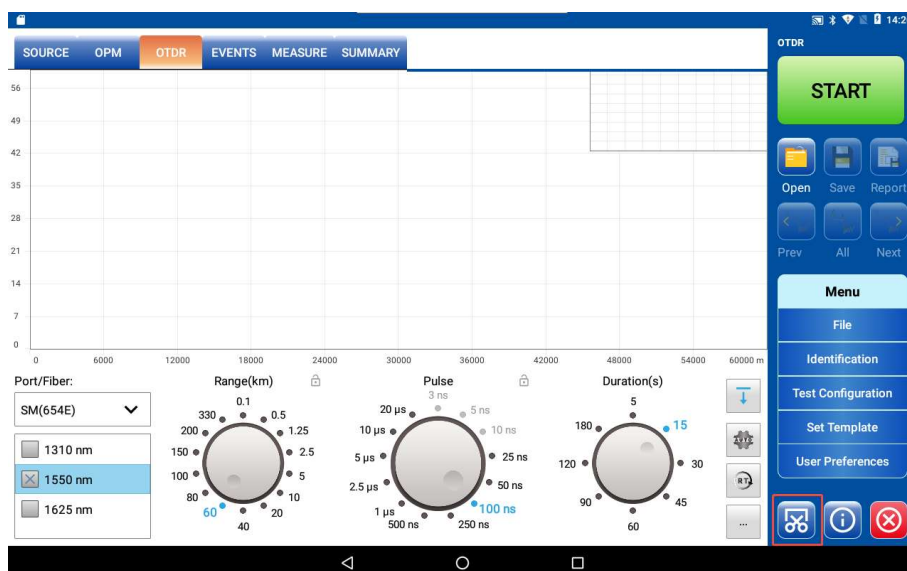 14:2
SOURCE OPM OTDR EVENTS MEASURE SUMMARY
OTDR
START
56
49
42
35
28
21
14
7
0
0 6000 12000 18000 24000 30000 36000 42000 48000 54000 60000 m
Open Save Report
Prev All Next
Menu
File
Identification
Test Configuration
Set Template
User Preferences
Port/Fiber:
SM(654E)
1310 nm
1550 nm
1625 nm
Range(km)
0.1
0.5
1.25
2.5
5
10
20
40
60
80
100
150
200
330
Pulse
3 ns
5 ns
10 ns
25 ns
50 ns
100 ns
250 ns
500 ns
1 µs
2.5 µs
5 µs
10 µs
20 µs
Duration(s)
5
15
30
45
60
90
120
180
AUTO
RT
...